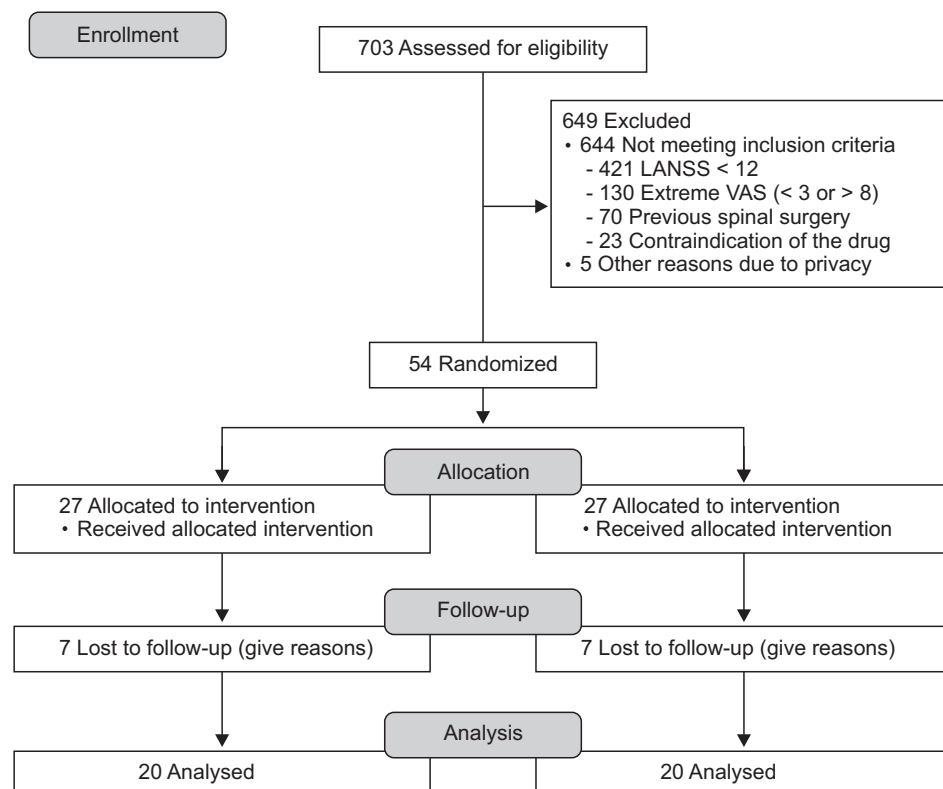 Enrollment
703 Assessed for eligibility
649 Excluded
• 644 Not meeting inclusion criteria
- 421 LANSS < 12
- 130 Extreme VAS (< 3 or > 8)
- 70 Previous spinal surgery
- 23 Contraindication of the drug
• 5 Other reasons due to privacy
54 Randomized
Allocation
27 Allocated to intervention
• Received allocated intervention
27 Allocated to intervention
• Received allocated intervention
Follow-up
7 Lost to follow-up (give reasons)
7 Lost to follow-up (give reasons)
Analysis
20 Analysed
20 Analysed